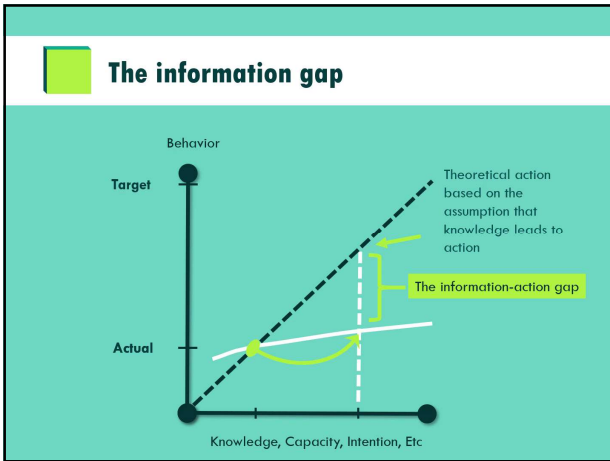 The information gap
Behavior
Target
Theoretical action
based on the
assumption that
knowledge leads to
action
The information-action gap
Actual
Knowledge, Capacity, Intention, Etc